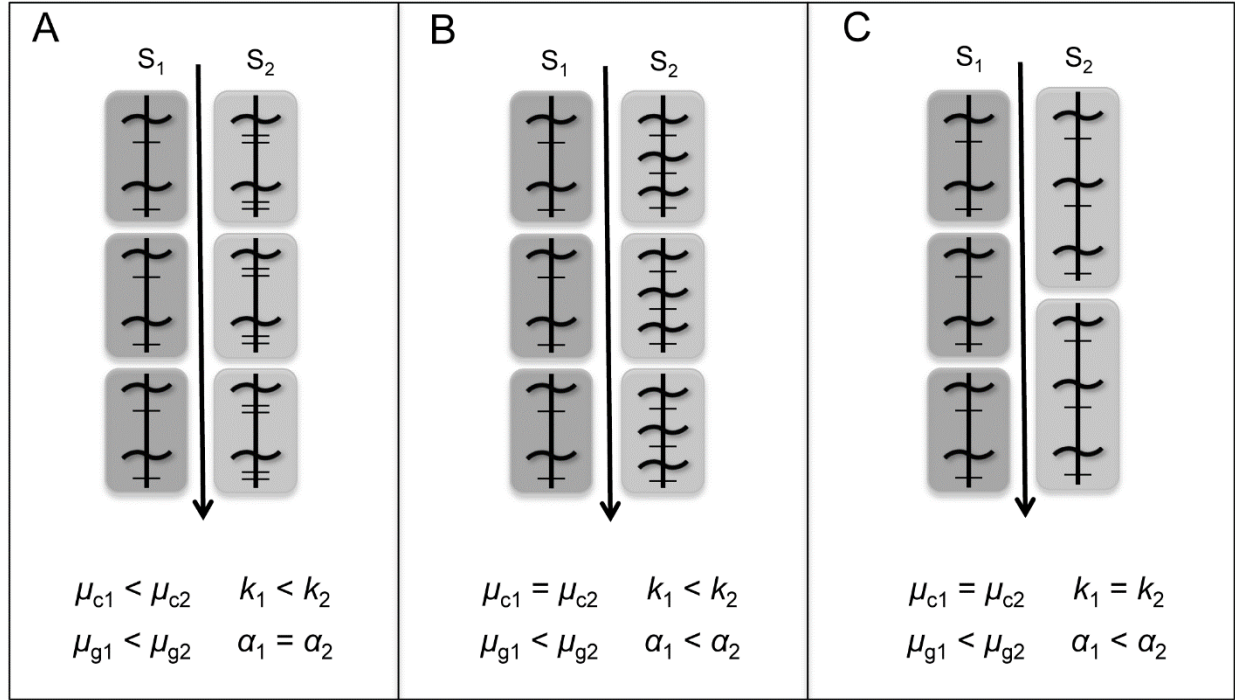 A
S₁ S₂
μc1 < μc2 k₁ < k₂
μg1 < μg2 α₁ = α₂
B
S₁ S₂
μc1 = μc2 k₁ < k₂
μg1 < μg2 α₁ < α₂
C
S₁ S₂
μc1 = μc2 k₁ = k₂
μg1 < μg2 α₁ < α₂